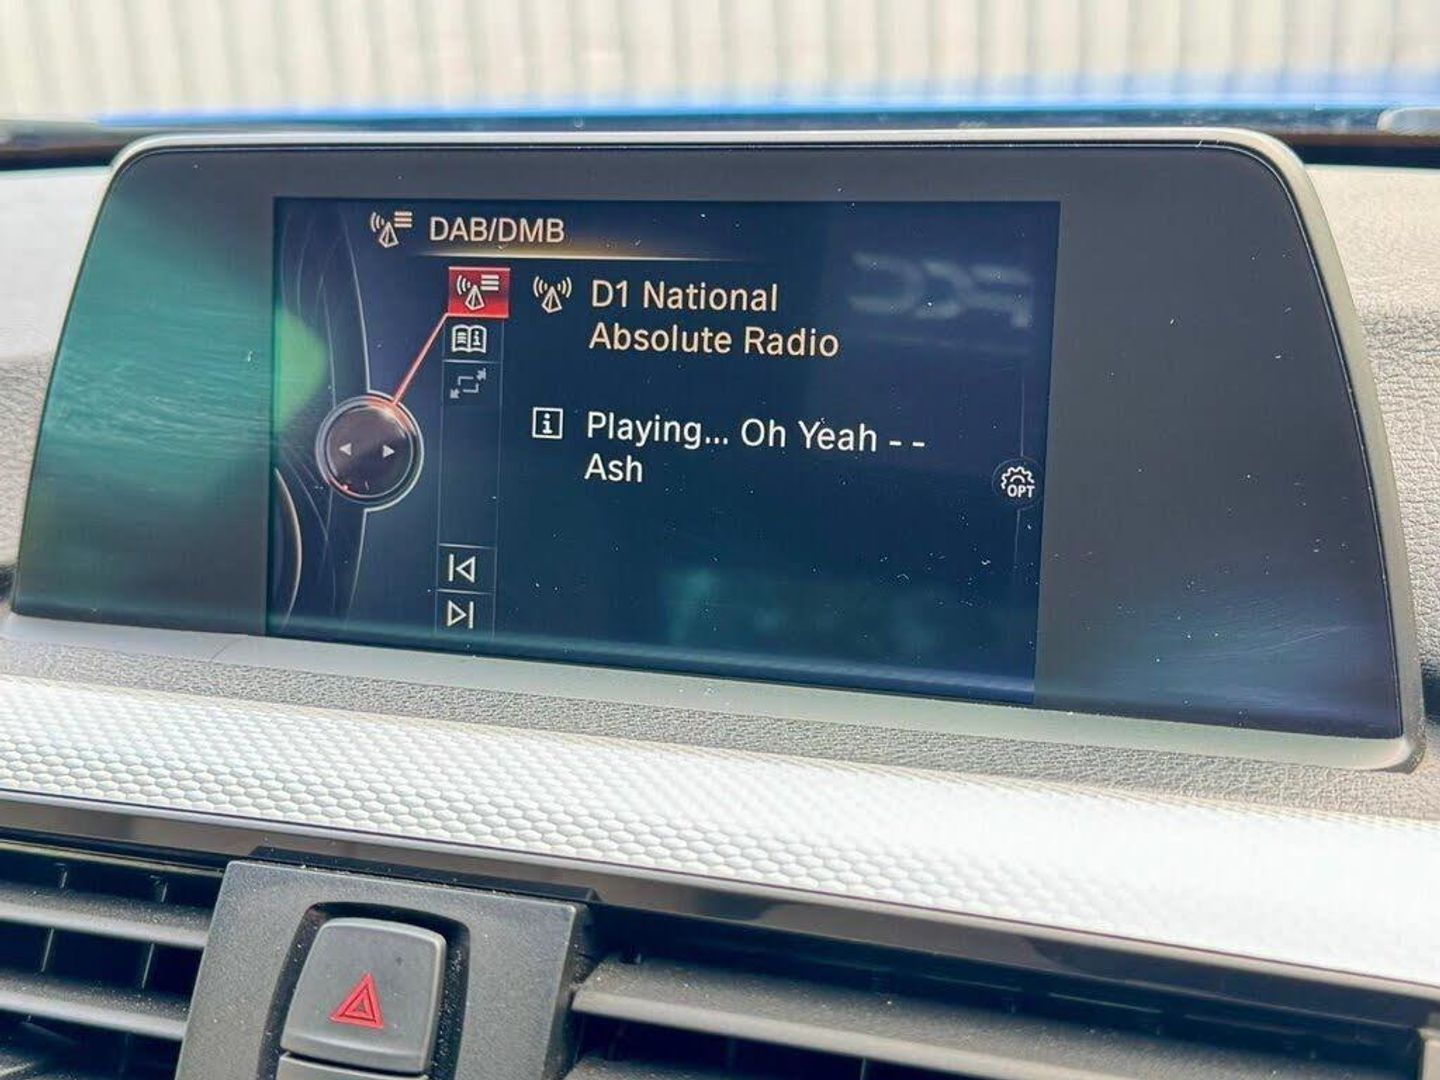 DAB/DMB
D1 National
Absolute Radio
Playing... Oh Yeah - -
Ash
OPT